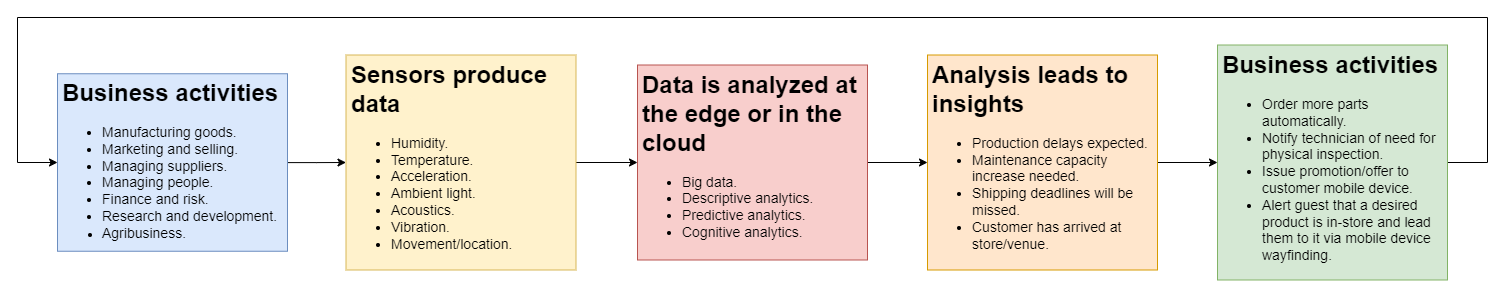 Business activities
• Manufacturing goods.
• Marketing and selling.
• Managing suppliers.
• Managing people.
• Finance and risk.
• Research and development.
• Agribusiness.
Sensors produce
data
• Humidity.
• Temperature.
• Acceleration.
• Ambient light.
• Acoustics.
• Vibration.
• Movement/location.
Data is analyzed at
the edge or in the
cloud
• Big data.
• Descriptive analytics.
• Predictive analytics.
• Cognitive analytics.
Analysis leads to
insights
• Production delays expected.
• Maintenance capacity
increase needed.
• Shipping deadlines will be
missed.
• Customer has arrived at
store/venue.
Business activities
• Order more parts
automatically.
• Notify technician of need for
physical inspection.
• Issue promotion/offer to
customer mobile device.
• Alert guest that a desired
product is in-store and lead
them to it via mobile device
wayfinding.